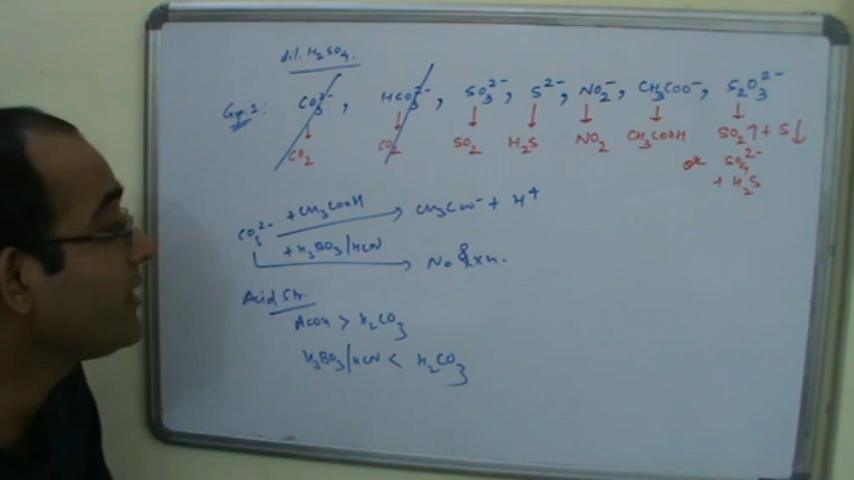 dil. H₂SO₄.
Gp.1: CO₃²⁻, HCO₃⁻, SO₃²⁻, S²⁻, NO₂⁻, CH₃COO⁻, S₂O₃²⁻
↓ ↓ ↓ ↓ ↓ ↓ ↓
CO₂ CO₂ SO₂ H₂S NO₂ CH₃COOH SO₂↑ + S↓
or SO₄²⁻
+ H₂S
CO₃²⁻ +CH₃COOH → CH₃COO⁻ + H⁺
+H₃BO₃/HCN → No Rxn.
Acid Str.
AcOH > H₂CO₃
H₃BO₃/HCN < H₂CO₃